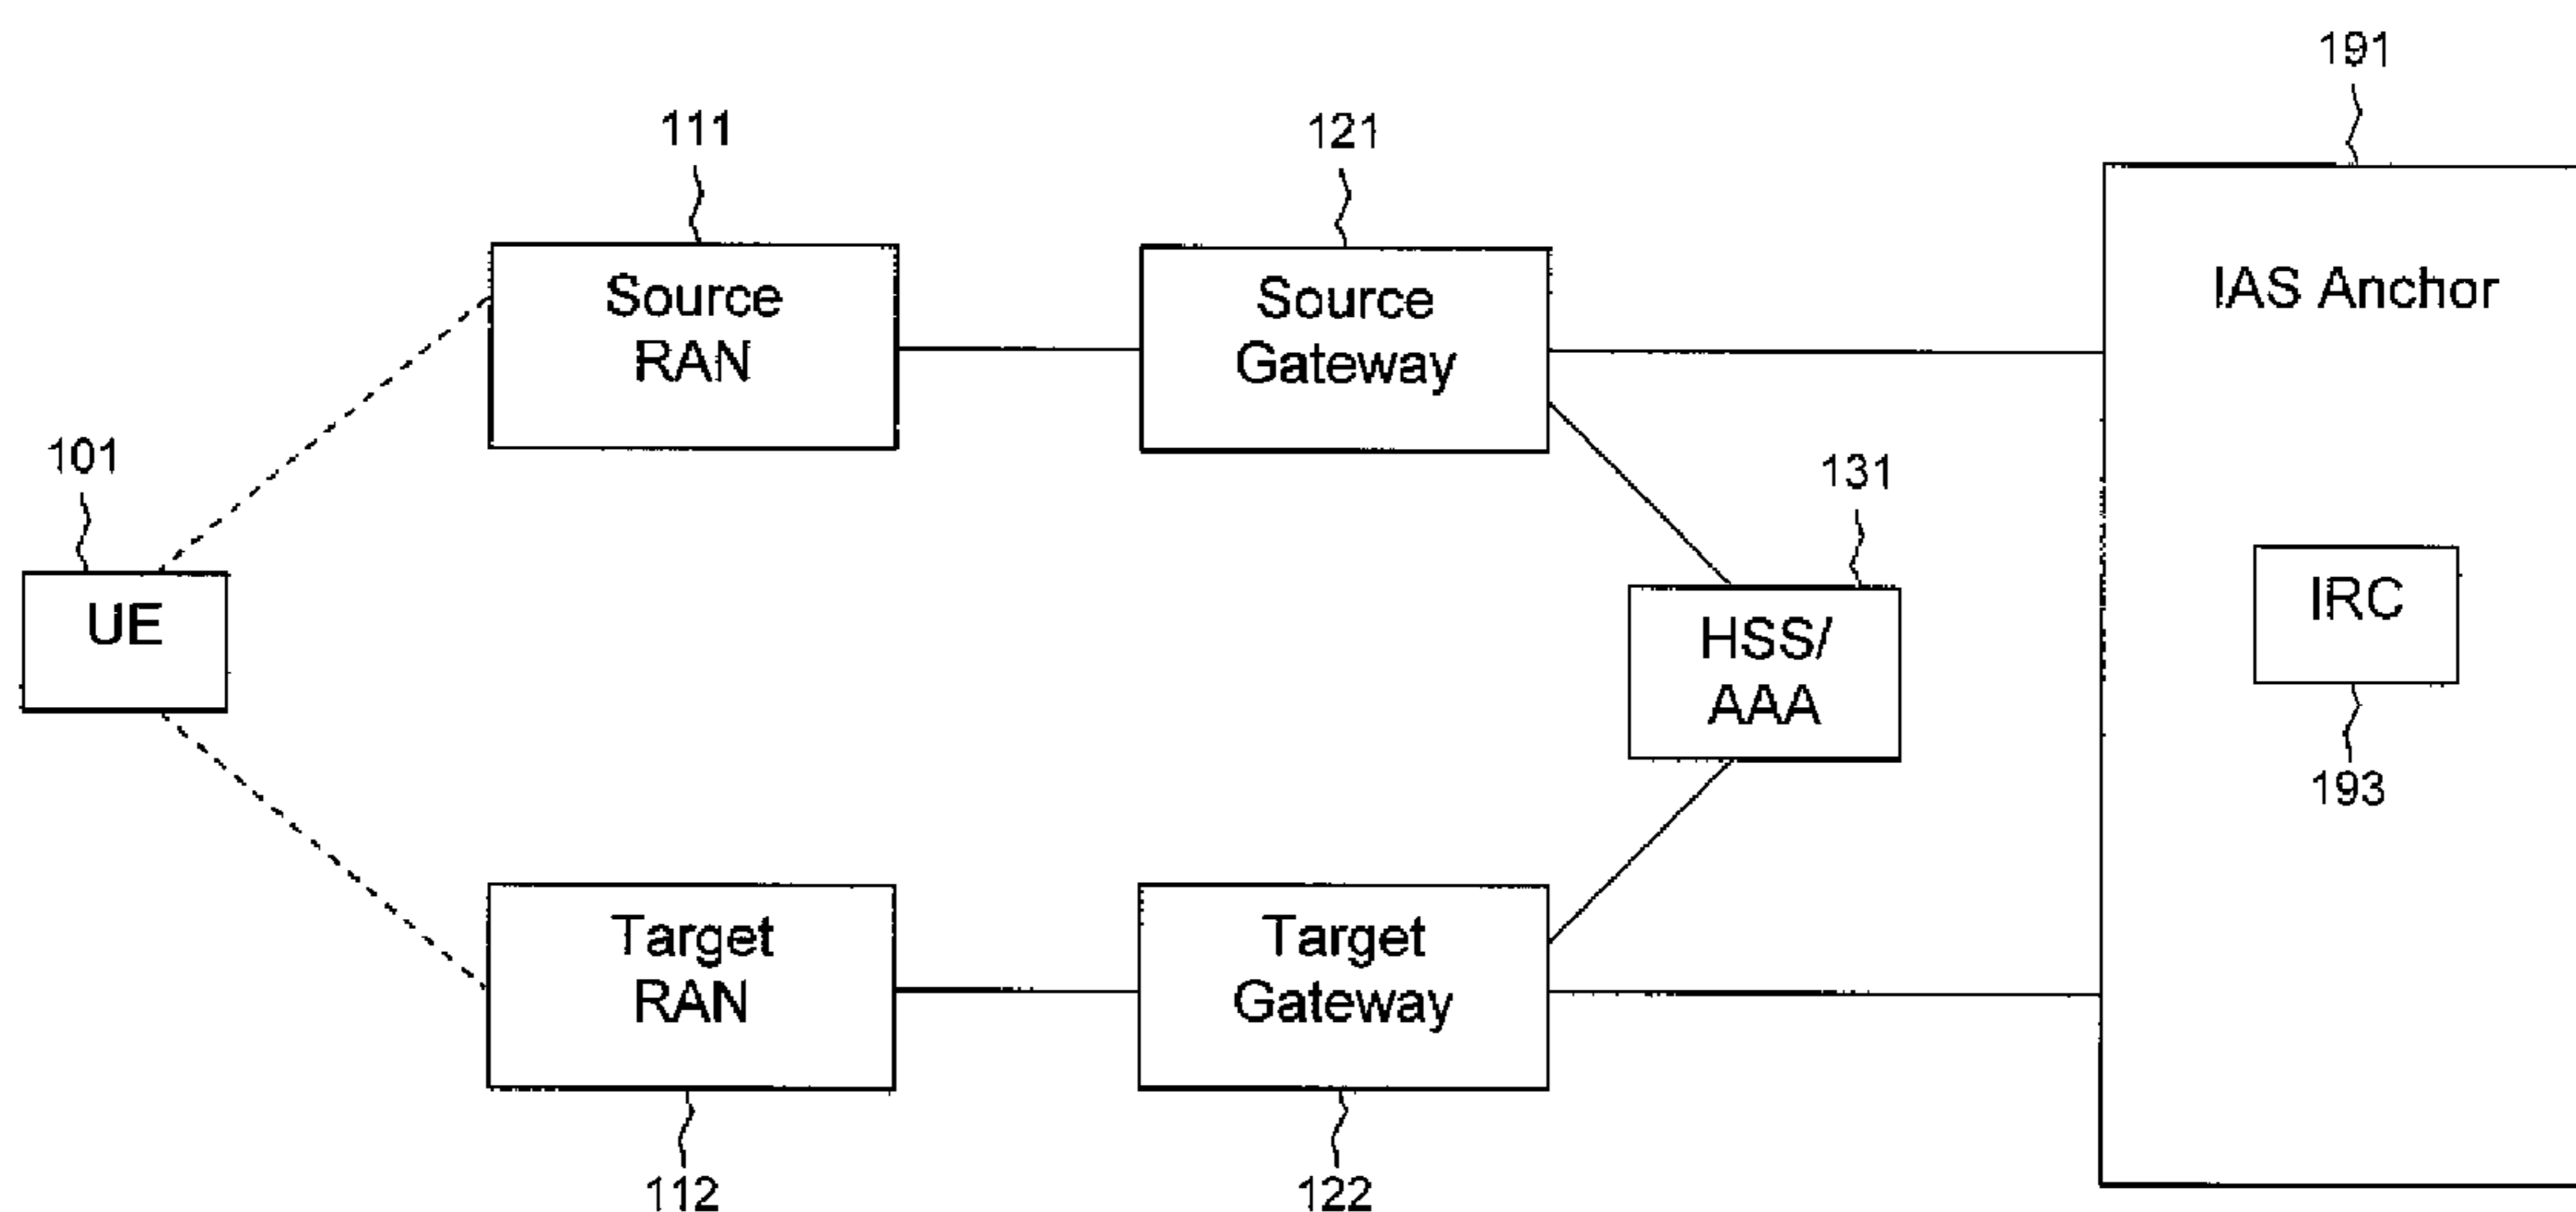 191
111
121
Source
RAN
Source
Gateway
IAS Anchor
101
131
UE
HSS/
AAA
IRC
193
Target
RAN
Target
Gateway
112
122